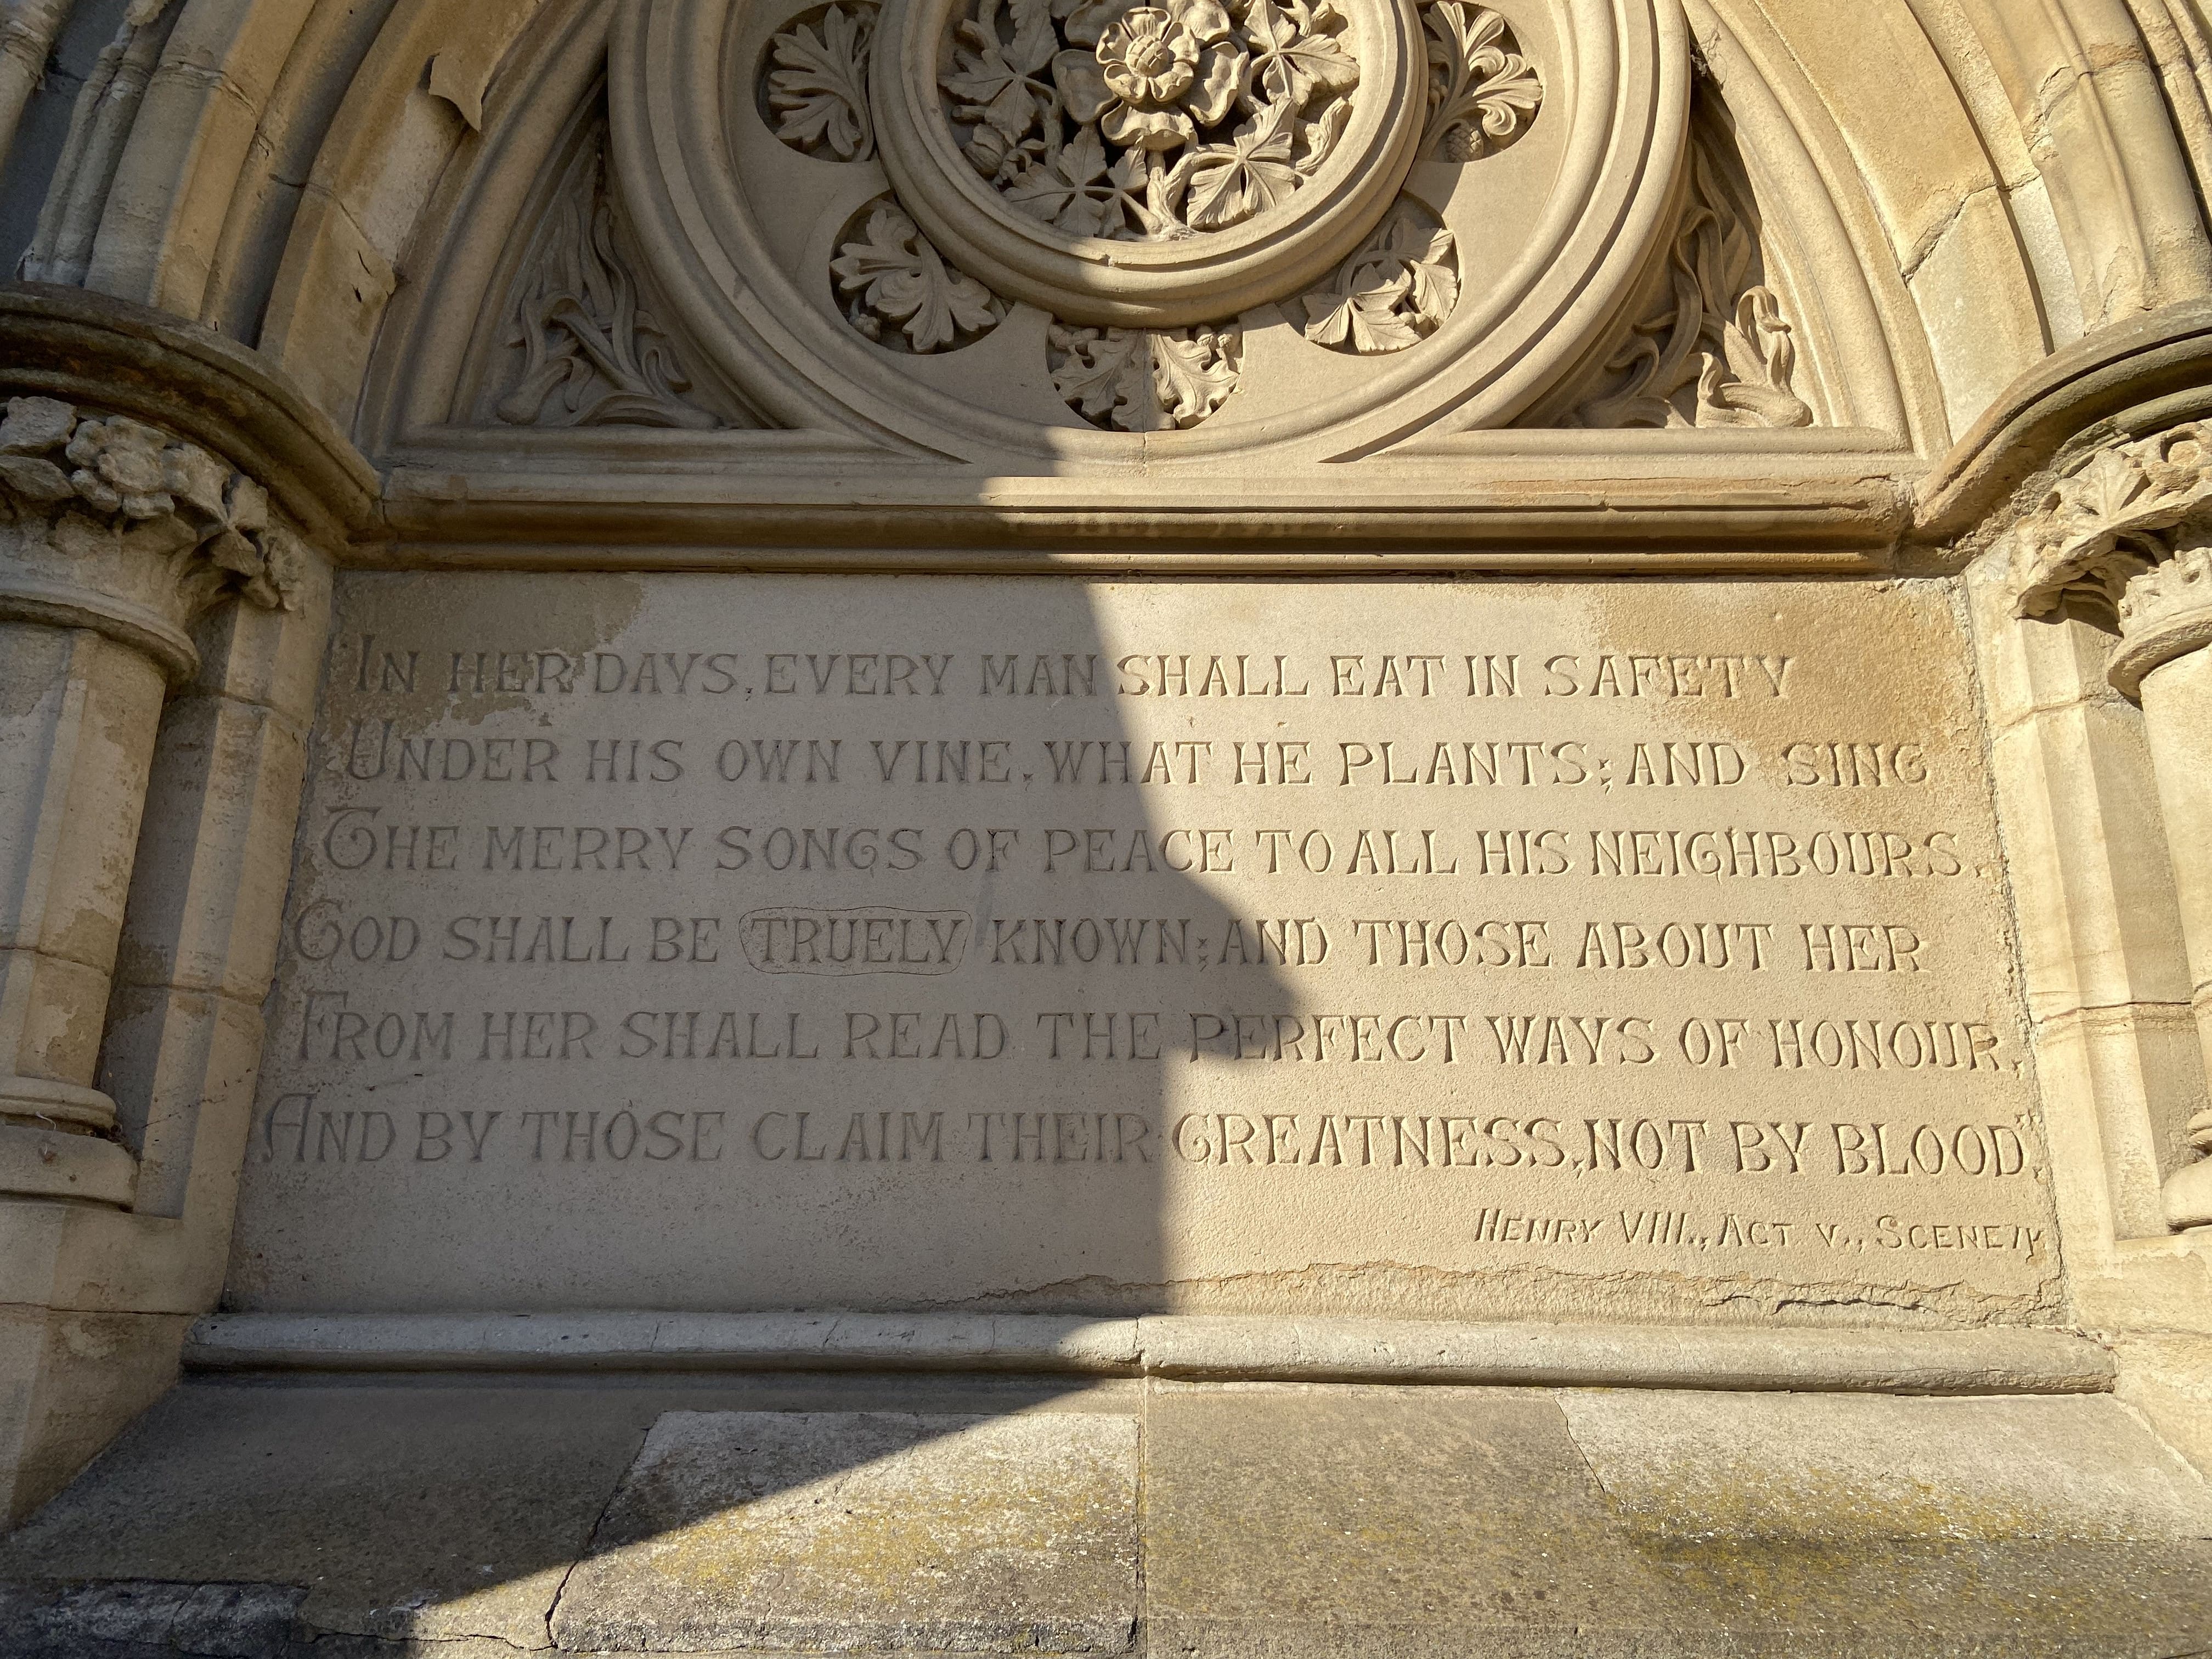 "IN HER DAYS, EVERY MAN SHALL EAT IN SAFETY
UNDER HIS OWN VINE, WHAT HE PLANTS; AND SING
THE MERRY SONGS OF PEACE TO ALL HIS NEIGHBOURS.
GOD SHALL BE TRUELY KNOWN; AND THOSE ABOUT HER
FROM HER SHALL READ THE PERFECT WAYS OF HONOUR,
AND BY THOSE CLAIM THEIR GREATNESS, NOT BY BLOOD".
HENRY VIII., ACT V., SCENE IV